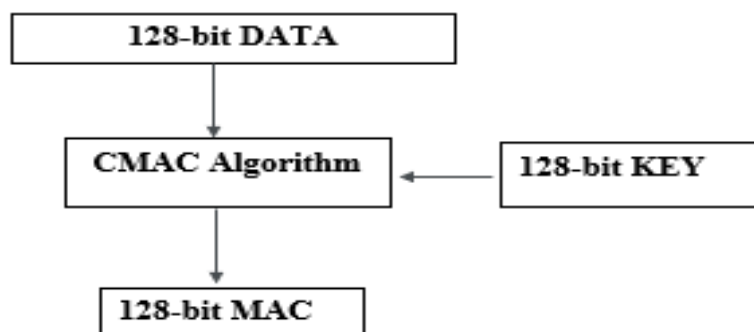 128-bit DATA
CMAC Algorithm
128-bit KEY
128-bit MAC